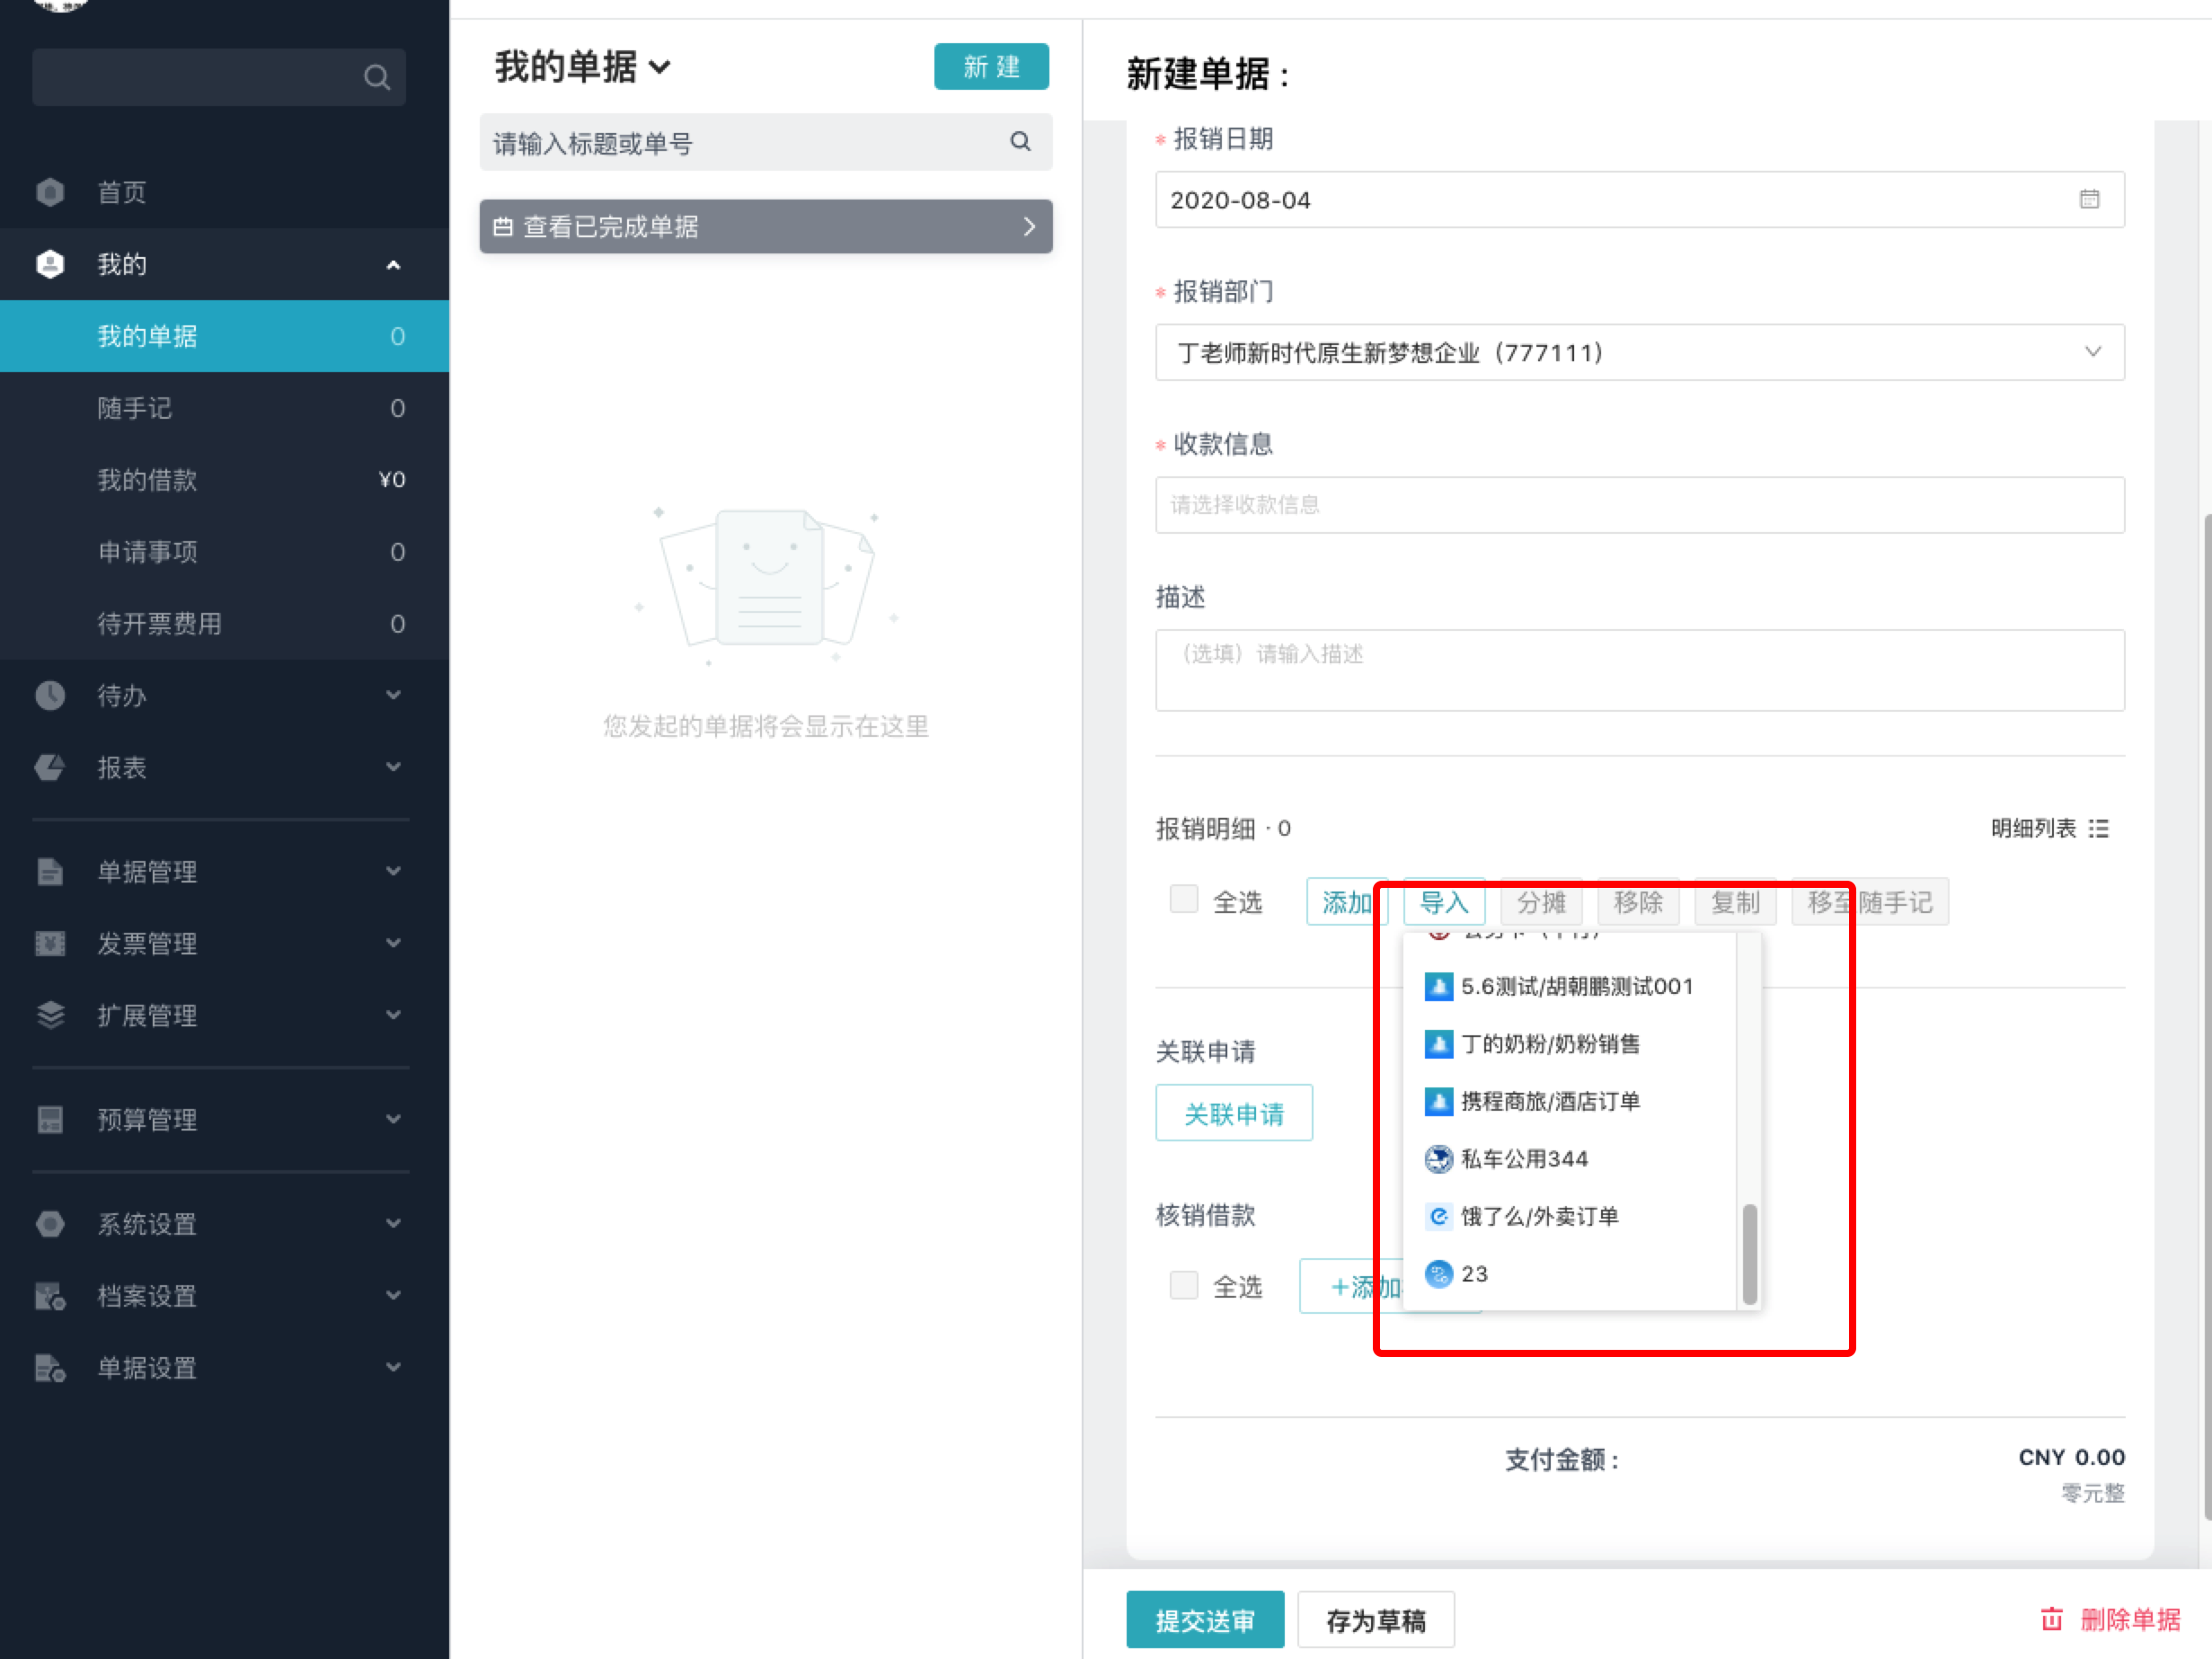 首页
我的
我的单据 0
随手记 0
我的借款 ¥0
申请事项 0
待开票费用 0
待办
报表
单据管理
发票管理
扩展管理
预算管理
系统设置
档案设置
单据设置
我的单据
新 建
请输入标题或单号
查看已完成单据
您发起的单据将会显示在这里
新建单据：
* 报销日期
2020-08-04
* 报销部门
丁老师新时代原生新梦想企业（777111）
* 收款信息
请选择收款信息
描述
（选填）请输入描述
报销明细 · 0
明细列表
全选 添加 导入 分摊 移除 复制 移至随手记
5.6测试/胡朝鹏测试001
丁的奶粉/奶粉销售
携程商旅/酒店订单
私车公用344
饿了么/外卖订单
23
关联申请
关联申请
核销借款
全选 +添加
支付金额：
CNY 0.00
零元整
提交送审 存为草稿
删除单据